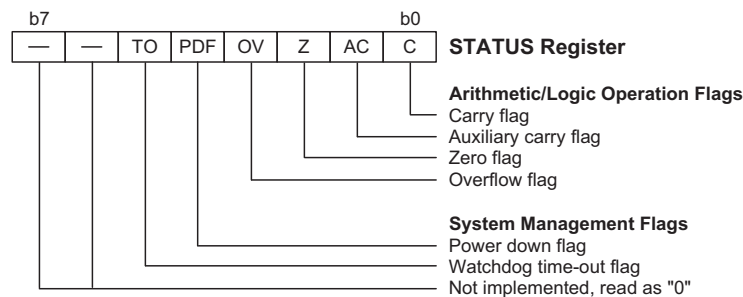 b7 b0
— — TO PDF OV Z AC C STATUS Register
Arithmetic/Logic Operation Flags
Carry flag
Auxiliary carry flag
Zero flag
Overflow flag
System Management Flags
Power down flag
Watchdog time-out flag
Not implemented, read as "0"